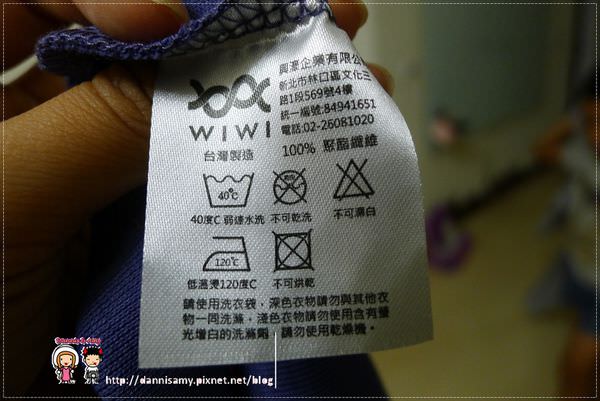 WIWI
台灣製造
興潓企業有限公
新北市林口區文化三
路1段569號4樓
統一編號:84941651
電話:02-26081020
100% 聚酯纖維
40℃
40度C 弱速水洗
不可乾洗
不可漂白
120℃
低溫燙120度C
不可烘乾
請使用洗衣袋，深色衣物請勿與其他衣
物一同洗滌，淺色衣物請勿使用含有螢
光增白的洗滌霜，請勿使用乾燥機。
http://dannisamy.pixnet.net/blog